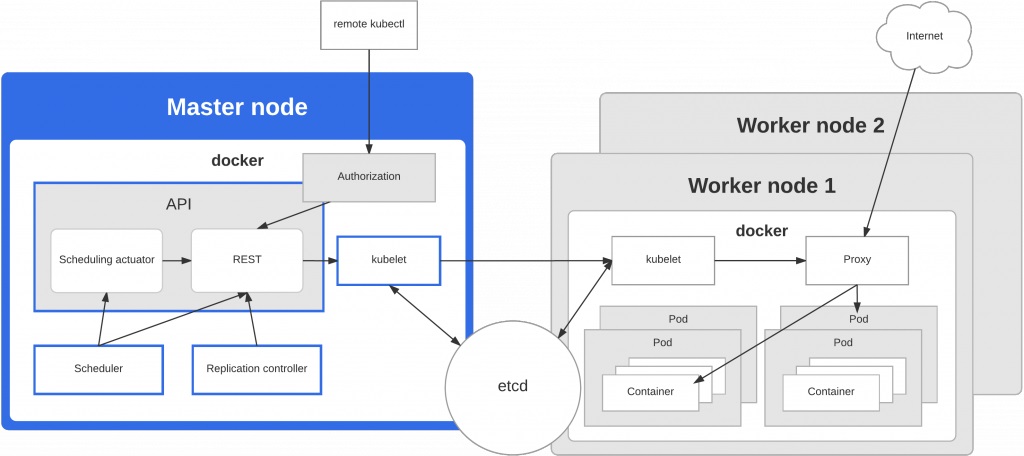 remote kubectl
Internet
Master node
docker
Authorization
API
Scheduling actuator
REST
kubelet
Scheduler
Replication controller
etcd
Worker node 2
Worker node 1
docker
kubelet
Proxy
Pod
Pod
Container
Pod
Pod
Container